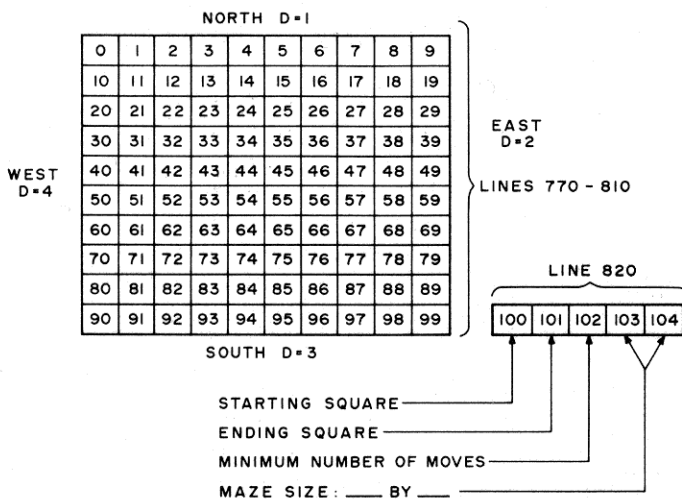 NORTH D=1
0 1 2 3 4 5 6 7 8 9
10 11 12 13 14 15 16 17 18 19
20 21 22 23 24 25 26 27 28 29
30 31 32 33 34 35 36 37 38 39
40 41 42 43 44 45 46 47 48 49
50 51 52 53 54 55 56 57 58 59
60 61 62 63 64 65 66 67 68 69
70 71 72 73 74 75 76 77 78 79
80 81 82 83 84 85 86 87 88 89
90 91 92 93 94 95 96 97 98 99
WEST
D=4
EAST
D=2
LINES 770 - 810
SOUTH D=3
LINE 820
100 101 102 103 104
STARTING SQUARE
ENDING SQUARE
MINIMUM NUMBER OF MOVES
MAZE SIZE: ___ BY ___